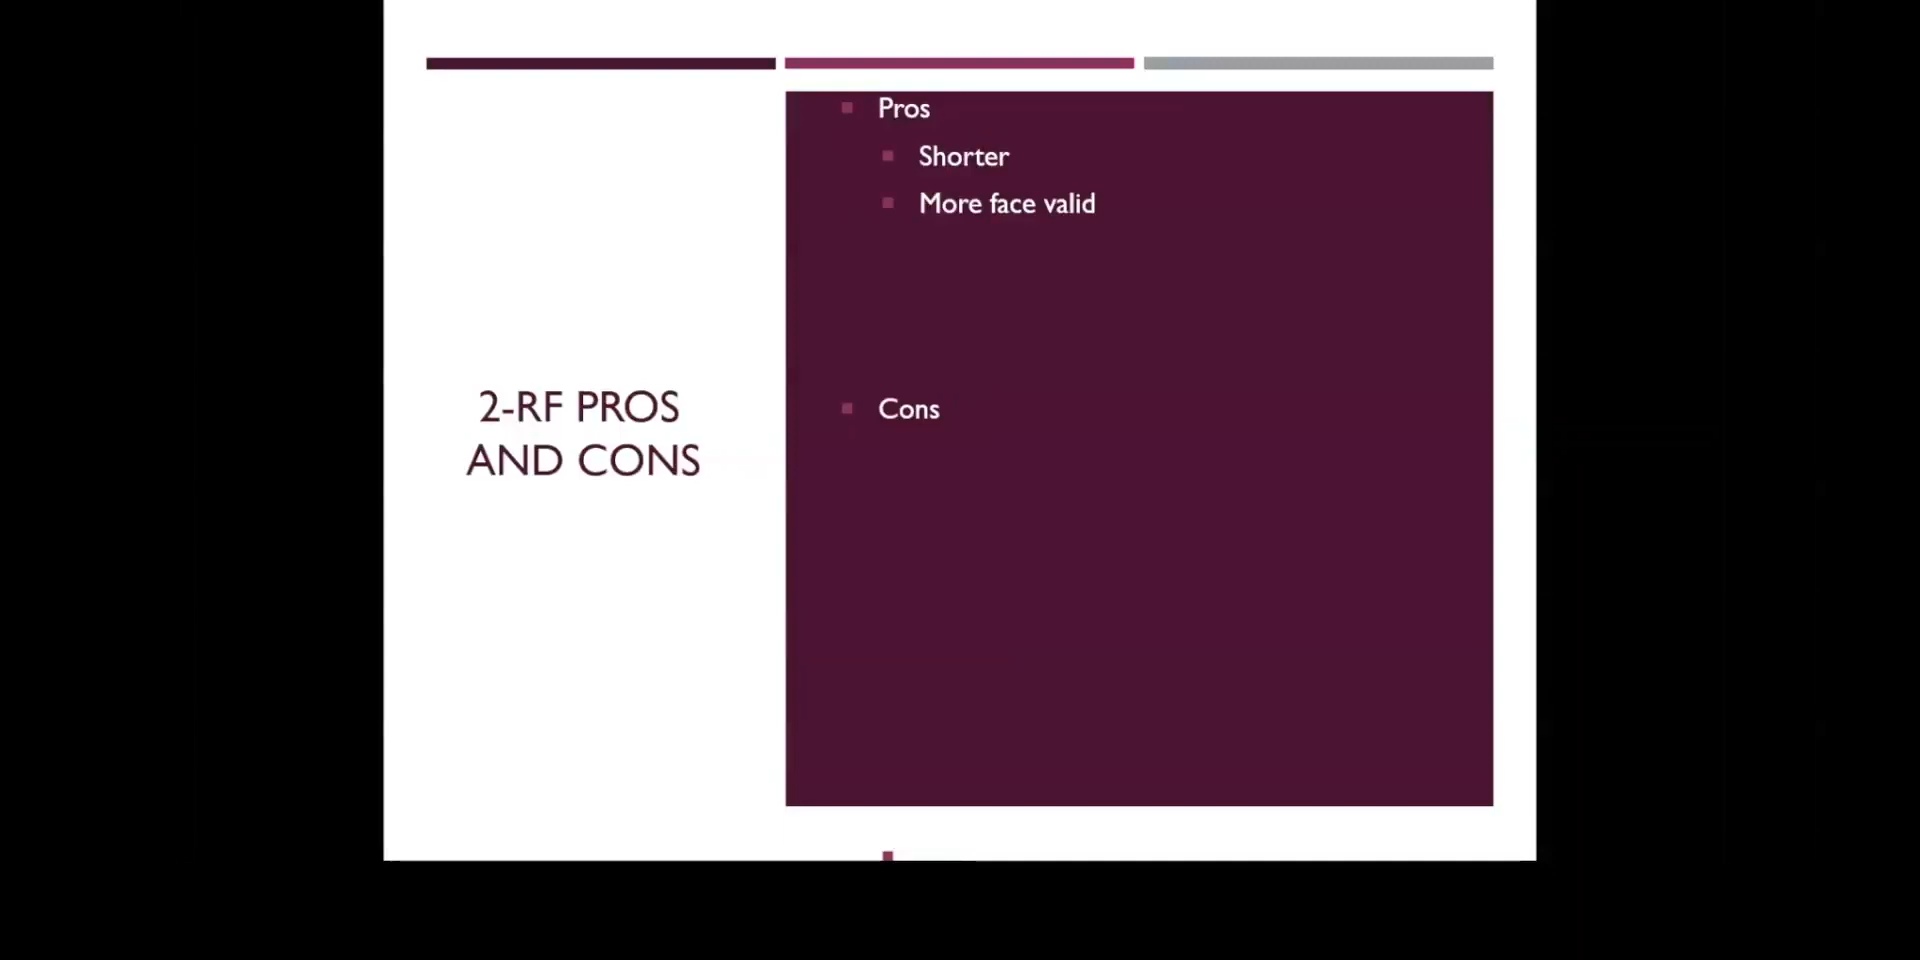 2-RF PROS
AND CONS
Pros
Shorter
More face valid
Cons